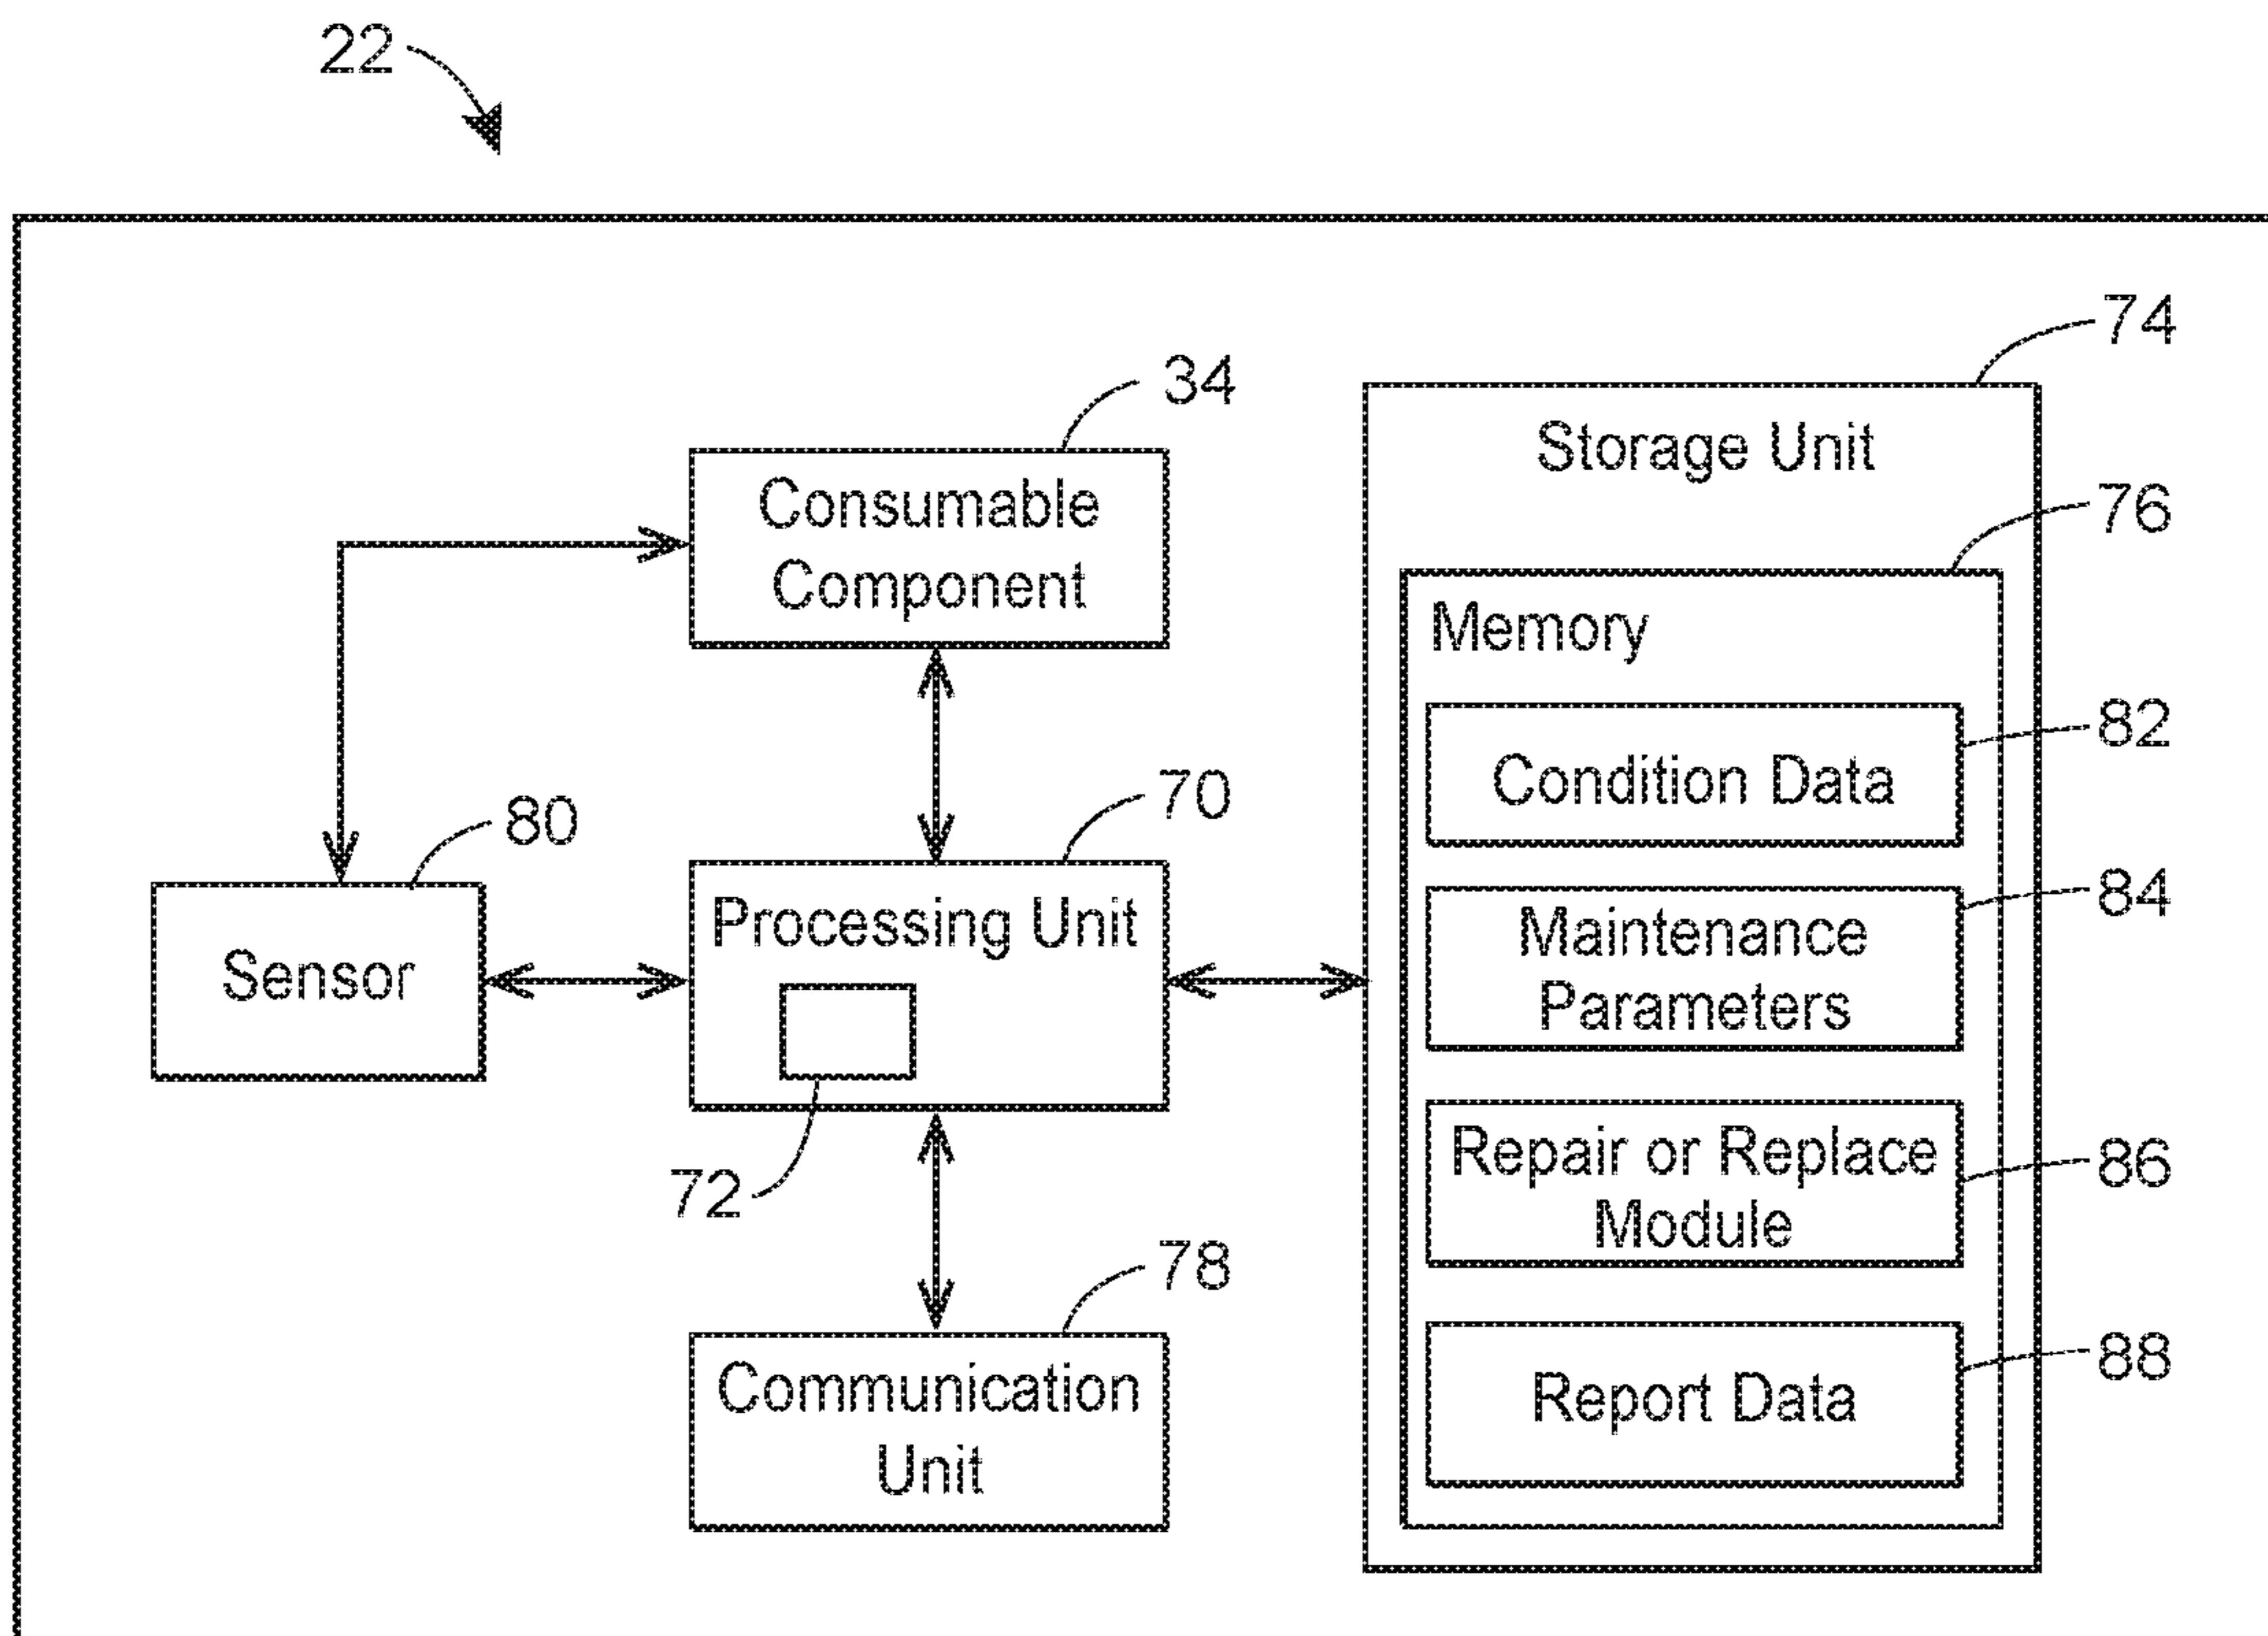 22
74
34
Storage Unit
Consumable
Component
76
Memory
82
Condition Data
70
80
Processing Unit
84
Maintenance
Parameters
Sensor
72
Repair or Replace
Module
86
78
Communication
Unit
88
Report Data